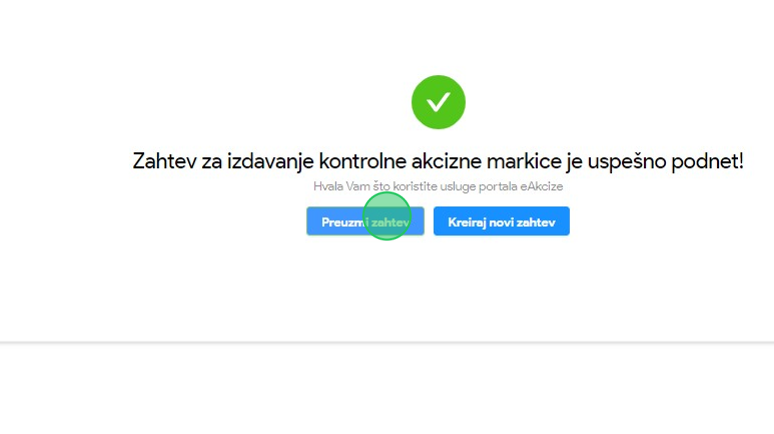 Zahtev za izdavanje kontrolne akcizne markice je uspešno podnet!
Hvala Vam što koristite usluge portala eAkcize
Preuzmi zahtev
Kreiraj novi zahtev